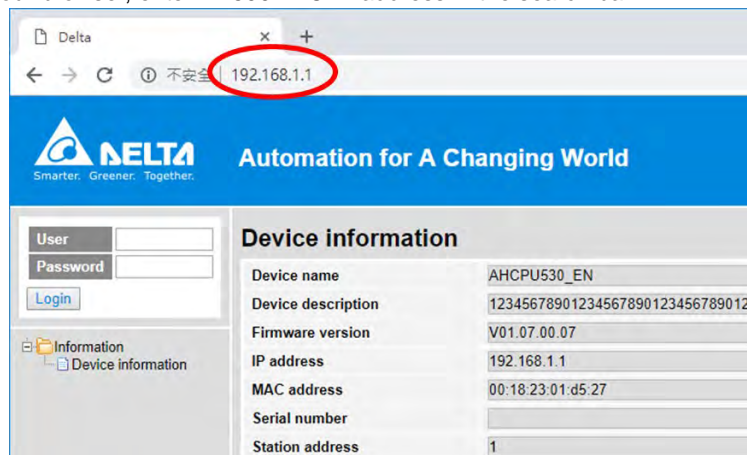 Delta
不安全 192.168.1.1
DELTA
Smarter. Greener. Together.
Automation for A Changing World
User
Password
Login
Information
Device information
Device information
Device name AHCPU530_EN
Device description 12345678901234567890123456789012
Firmware version V01.07.00.07
IP address 192.168.1.1
MAC address 00:18:23:01:d5:27
Serial number
Station address 1